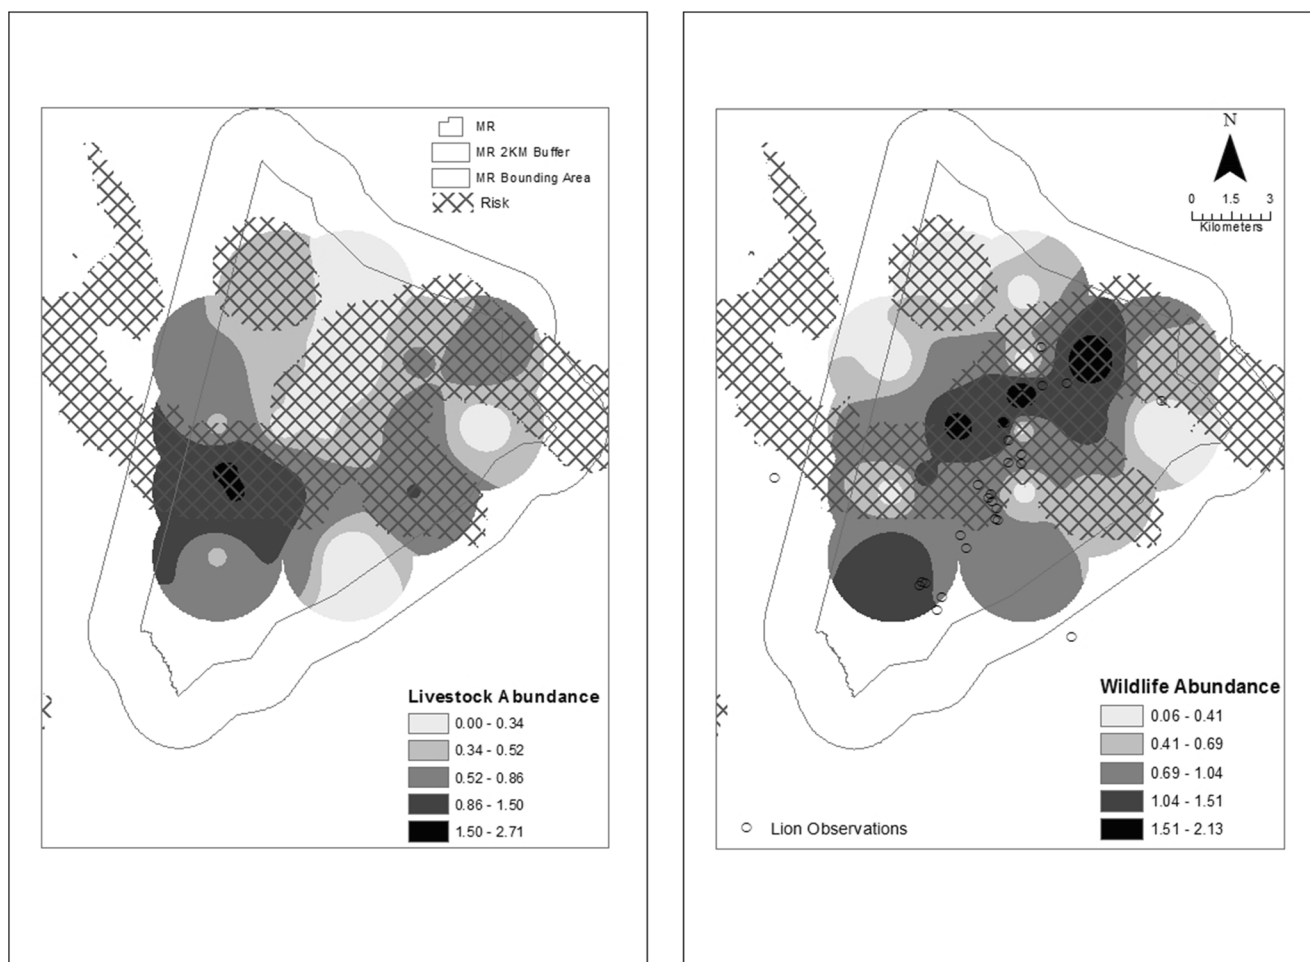 MR
MR 2KM Buffer
MR Bounding Area
Risk
Livestock Abundance
0.00 - 0.34
0.34 - 0.52
0.52 - 0.86
0.86 - 1.50
1.50 - 2.71
N
0 1.5 3
Kilometers
Wildlife Abundance
0.06 - 0.41
0.41 - 0.69
0.69 - 1.04
1.04 - 1.51
1.51 - 2.13
Lion Observations